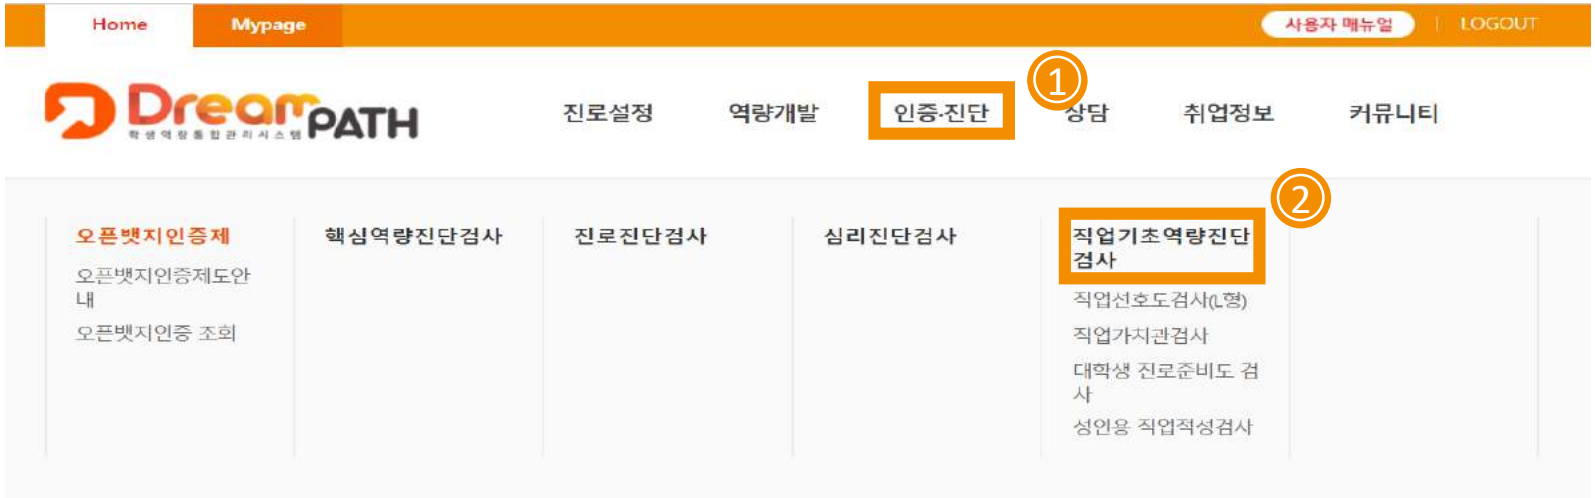 Home Mypage 사용자 매뉴얼 | LOGOUT
Dream PATH
학생역량통합관리시스템
진로설정 역량개발 인증·진단 ① 상담 취업정보 커뮤니티
②
오픈뱃지인증제
오픈뱃지인증제도안
내
오픈뱃지인증 조회
핵심역량진단검사
진로진단검사
심리진단검사
직업기초역량진단
검사
직업선호도검사(L형)
직업가치관검사
대학생 진로준비도 검
사
성인용 직업적성검사